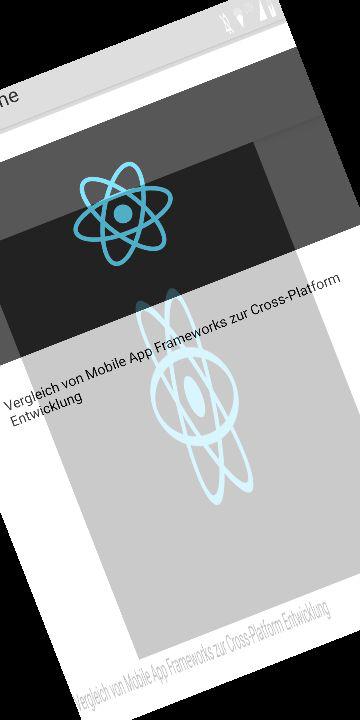 Vergleich von Mobile App Frameworks zur Cross-Platform
Entwicklung
Vergleich von Mobile App Frameworks zur Cross-Platform Entwicklung